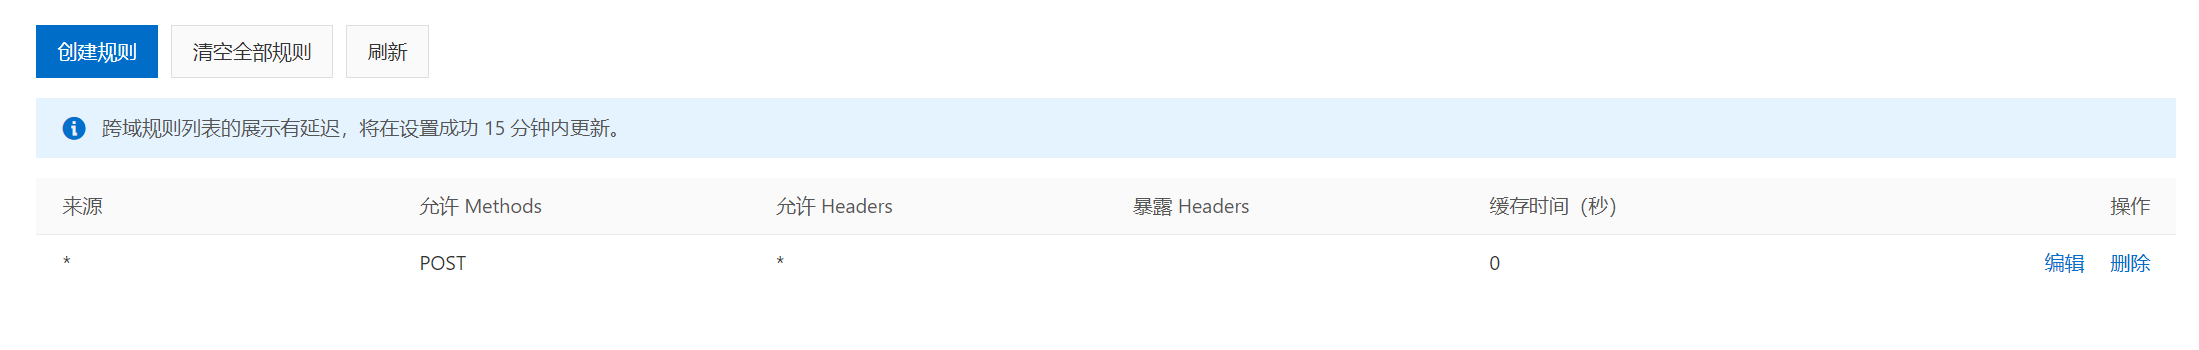 创建规则 清空全部规则 刷新
跨域规则列表的展示有延迟，将在设置成功 15 分钟内更新。
来源 允许 Methods 允许 Headers 暴露 Headers 缓存时间（秒） 操作
* POST * 0 编辑 删除